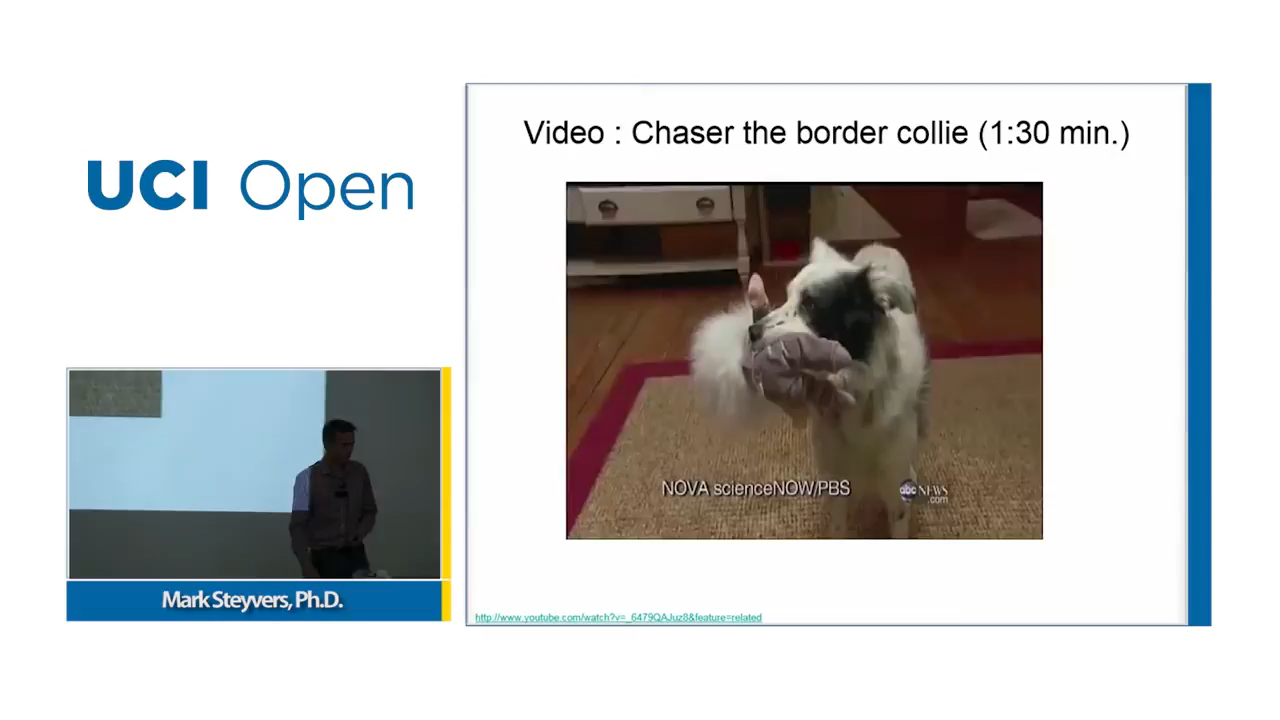 UCI Open
Video : Chaser the border collie (1:30 min.)
NOVA scienceNOW/PBS
abc NEWS
.com
Mark Steyvers, Ph.D.
http://www.youtube.com/watch?v=_6479QAJuz8&feature=related